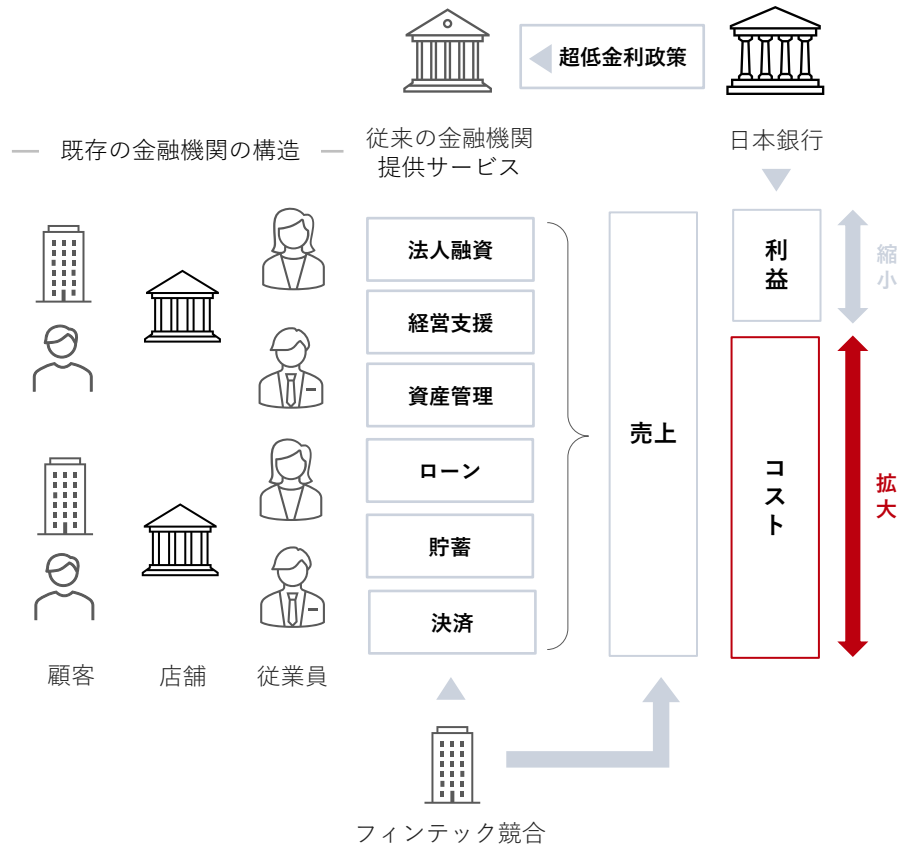 超低金利政策
既存の金融機関の構造
従来の金融機関
提供サービス
日本銀行
法人融資
経営支援
資産管理
ローン
貯蓄
決済
売上
利益
縮小
コスト
拡大
顧客
店舗
従業員
フィンテック競合